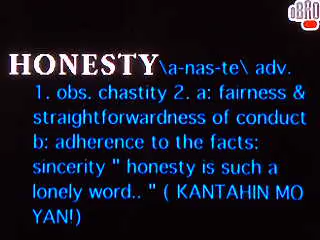 oBRO
HONESTY\a-nas-te\ adv.
1. obs. chastity 2. a: fairness &
straightforwardness of conduct
b: adherence to the facts:
sincerity " honesty is such a
lonely word.. " ( KANTAHIN MO
YAN!)